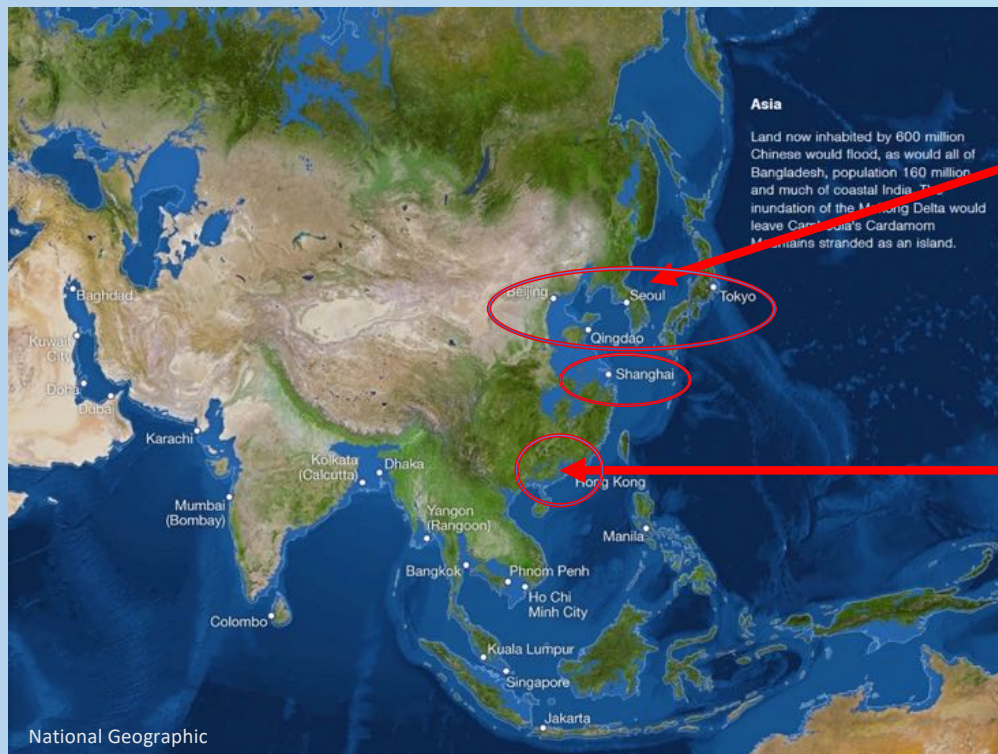 Asia
Land now inhabited by 600 million
Chinese would flood, as would all of
Bangladesh, population 160 million,
and much of coastal India. The
inundation of the Mekong Delta would
leave Cambodia's Cardamom
Mountains stranded as an island.
Beijing
Seoul
Tokyo
Qingdao
Baghdad
Kuwait
City
Doha
Dubai
Shanghai
Karachi
Kolkata
(Calcutta)
Dhaka
Hong Kong
Mumbai
(Bombay)
Yangon
(Rangoon)
Manila
Bangkok
Phnom Penh
Ho Chi
Minh City
Colombo
Kuala Lumpur
Singapore
Jakarta
National Geographic